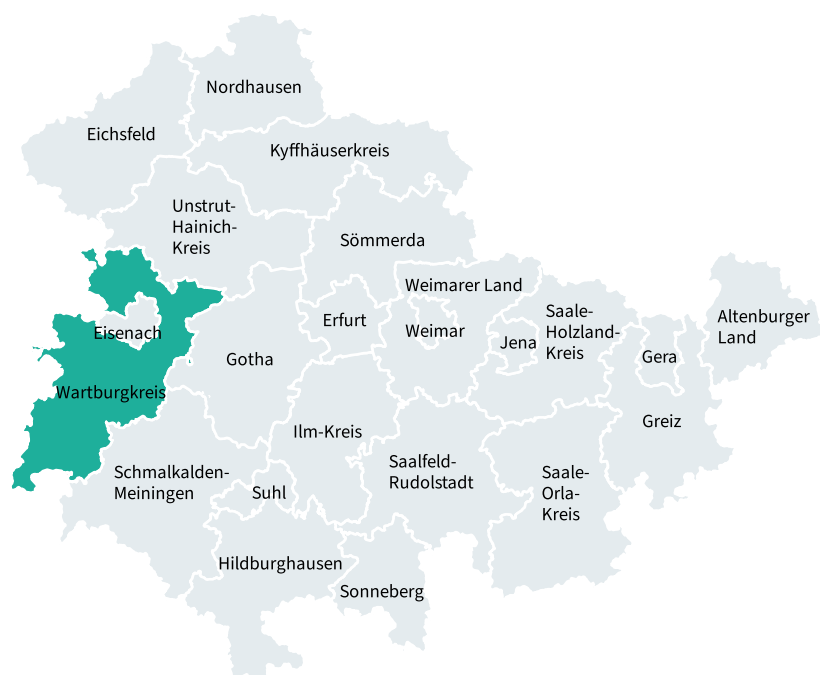 Nordhausen
Eichsfeld
Kyffhäuserkreis
Unstrut-
Hainich-
Kreis
Sömmerda
Weimarer Land
Saale-
Holzland-
Kreis
Altenburger
Land
Eisenach
Erfurt
Weimar
Jena
Gera
Gotha
Wartburgkreis
Greiz
Ilm-Kreis
Saalfeld-
Rudolstadt
Schmalkalden-
Meiningen
Suhl
Saale-
Orla-
Kreis
Hildburghausen
Sonneberg